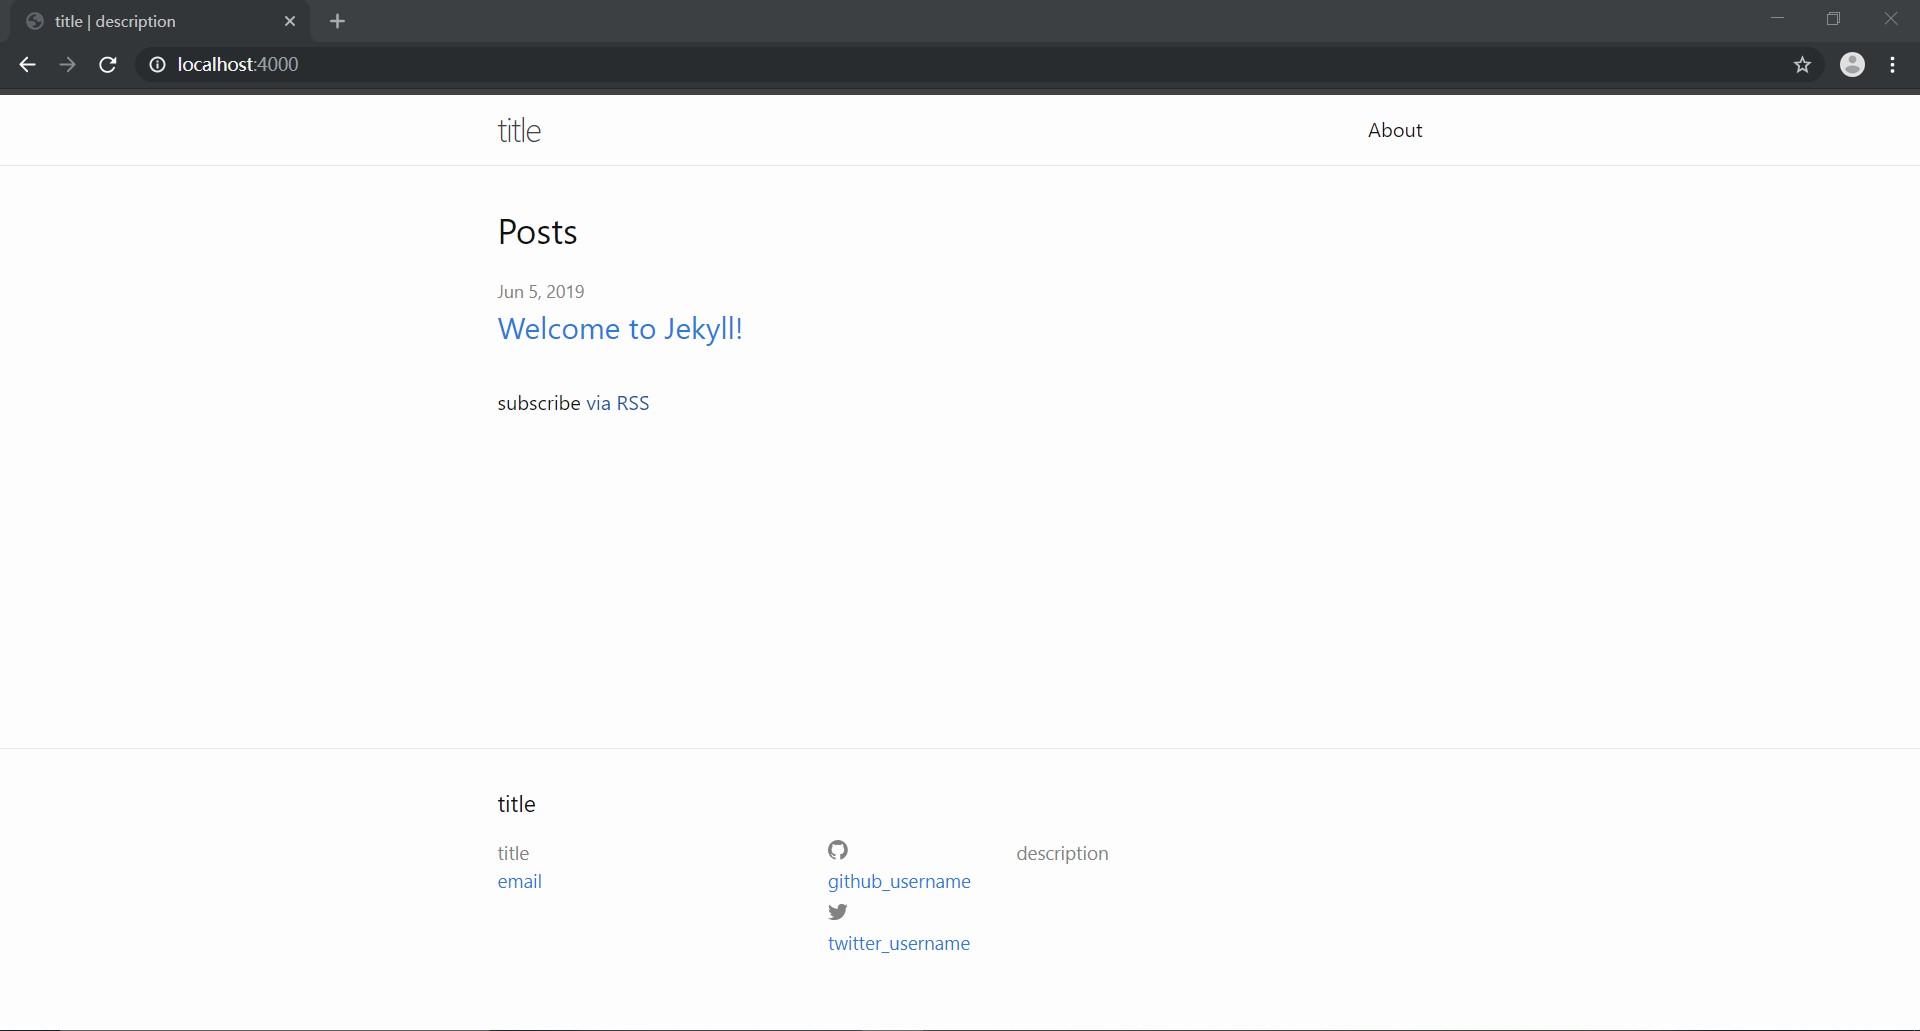 title | description
localhost:4000
title
About
Posts
Jun 5, 2019
Welcome to Jekyll!
subscribe via RSS
title
title
email
github_username
twitter_username
description